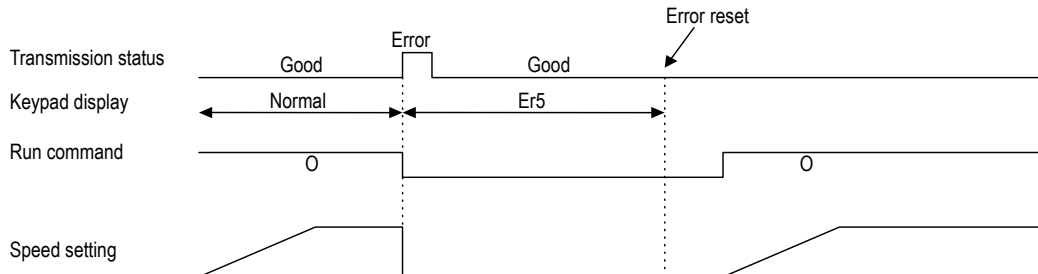 Error reset
Error
Transmission status
Good
Good
Keypad display
Normal
Er5
Run command
O
O
Speed setting